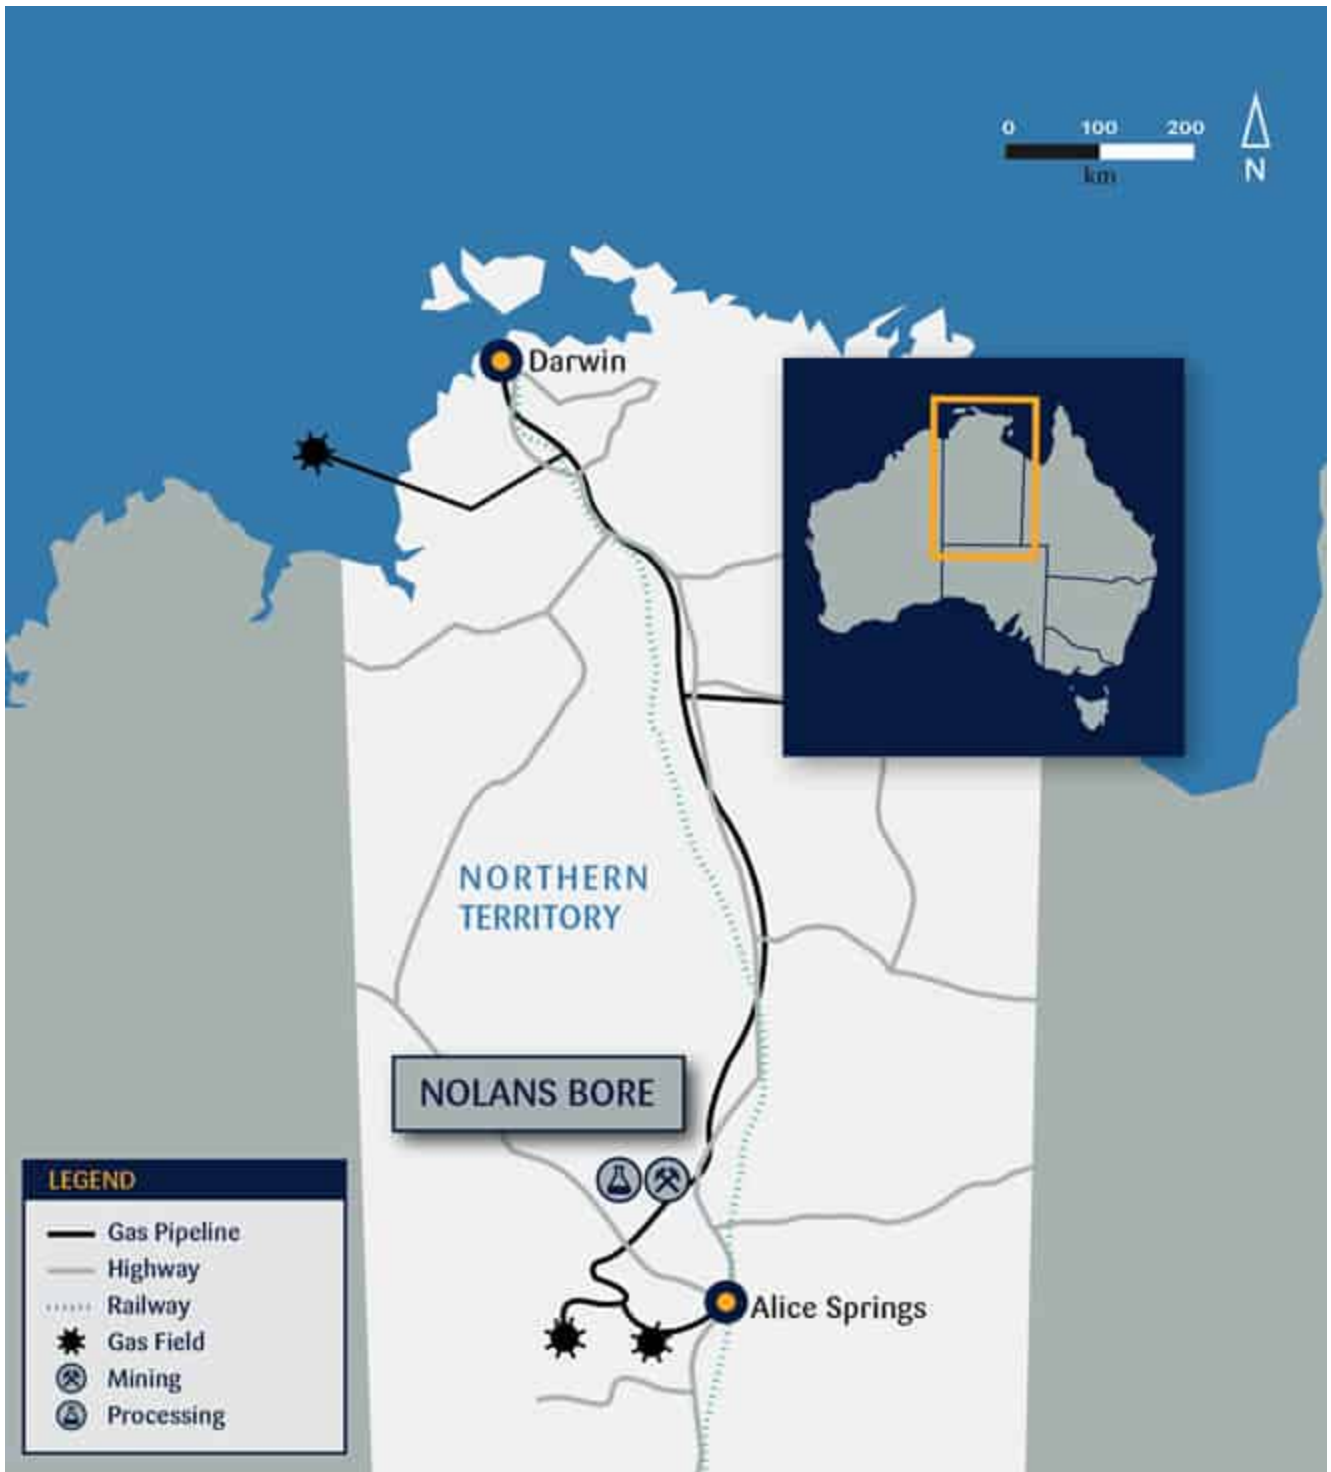 0 100 200
km
N
Darwin
NORTHERN
TERRITORY
NOLANS BORE
Alice Springs
LEGEND
Gas Pipeline
Highway
Railway
Gas Field
Mining
Processing